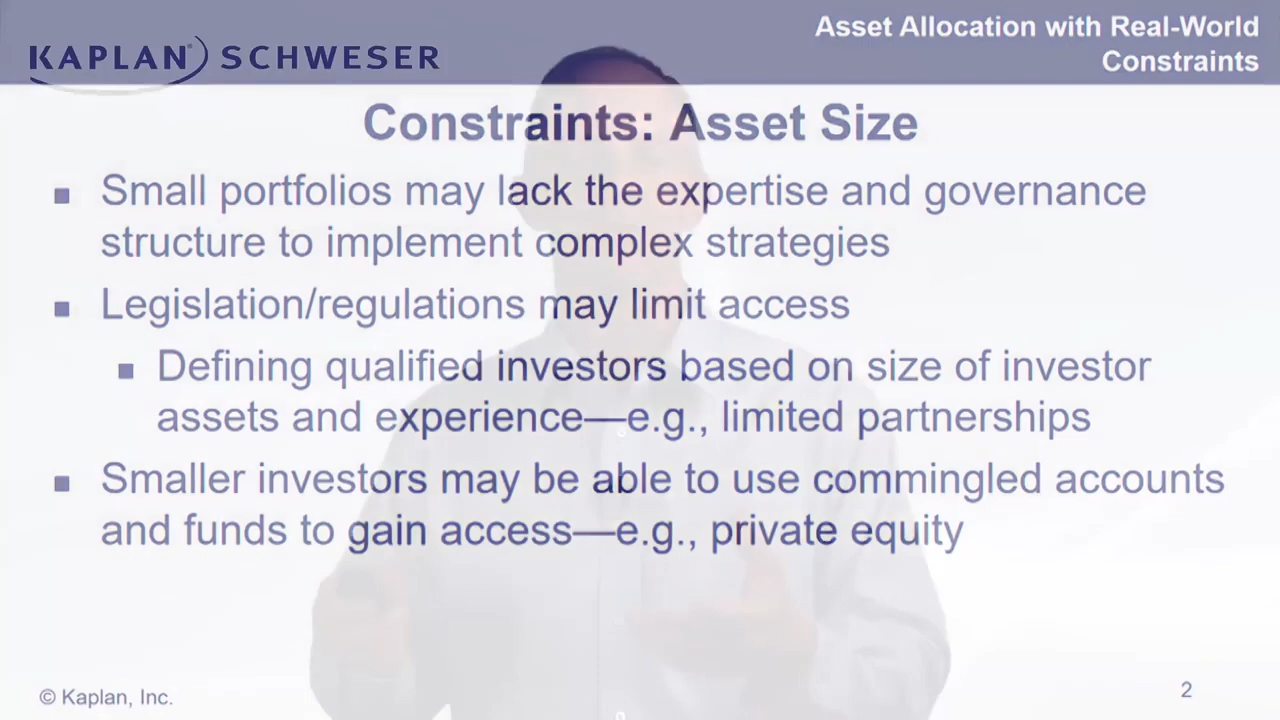 KAPLAN SCHWESER
Asset Allocation with Real-World
Constraints
Constraints: Asset Size
Small portfolios may lack the expertise and governance
structure to implement complex strategies
Legislation/regulations may limit access
Defining qualified investors based on size of investor
assets and experience—e.g., limited partnerships
Smaller investors may be able to use commingled accounts
and funds to gain access—e.g., private equity
© Kaplan, Inc.
2